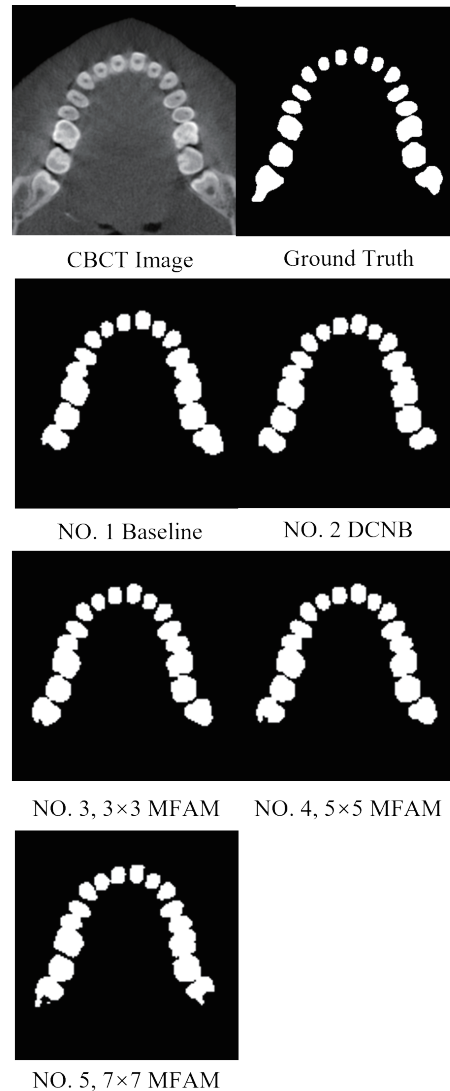 CBCT Image
Ground Truth
NO. 1 Baseline
NO. 2 DCNB
NO. 3, 3×3 MFAM
NO. 4, 5×5 MFAM
NO. 5, 7×7 MFAM